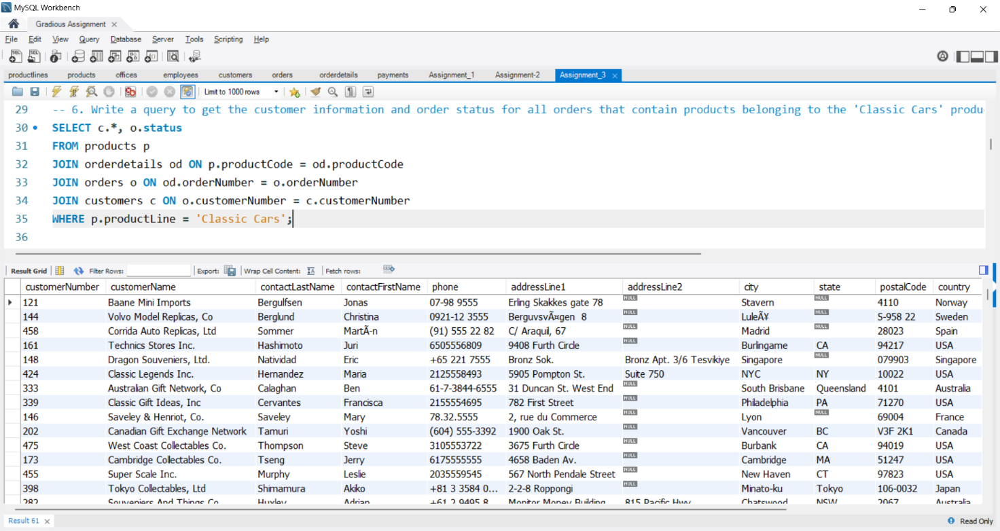 MySQL Workbench
Gradious Assignment
File Edit View Query Database Server Tools Scripting Help
productlines products offices employees customers orders orderdetails payments Assignment_1 Assignment-2 Assignment_3
Limit to 1000 rows
29 -- 6. Write a query to get the customer information and order status for all orders that contain products belonging to the 'Classic Cars' produ
30 SELECT c.*, o.status
31 FROM products p
32 JOIN orderdetails od ON p.productCode = od.productCode
33 JOIN orders o ON od.orderNumber = o.orderNumber
34 JOIN customers c ON o.customerNumber = c.customerNumber
35 WHERE p.productLine = 'Classic Cars';
36
Result Grid Filter Rows: Export: Wrap Cell Content: Fetch rows:
customerNumber customerName contactLastName contactFirstName phone addressLine1 addressLine2 city state postalCode country
121 Baane Mini Imports Bergulfsen Jonas 07-98 9555 Erling Skakkes gate 78 NULL Stavern NULL 4110 Norway
144 Volvo Model Replicas, Co Berglund Christina 0921-12 3555 BerguvsvÃ¤gen 8 NULL LuleÃ¥ NULL S-958 22 Sweden
458 Corrida Auto Replicas, Ltd Sommer MartÃ-n (91) 555 22 82 C/ Araquil, 67 NULL Madrid NULL 28023 Spain
161 Technics Stores Inc. Hashimoto Juri 6505556809 9408 Furth Circle NULL Burlingame CA 94217 USA
148 Dragon Souveniers, Ltd. Natividad Eric +65 221 7555 Bronz Sok. Bronz Apt. 3/6 Tesvikiye Singapore NULL 079903 Singapore
424 Classic Legends Inc. Hernandez Maria 2125558493 5905 Pompton St. Suite 750 NYC NY 10022 USA
333 Australian Gift Network, Co Calaghan Ben 61-7-3844-6555 31 Duncan St. West End NULL South Brisbane Queensland 4101 Australia
339 Classic Gift Ideas, Inc Cervantes Francisca 2155554695 782 First Street NULL Philadelphia PA 71270 USA
146 Saveley & Henriot, Co. Saveley Mary 78.32.5555 2, rue du Commerce NULL Lyon NULL 69004 France
202 Canadian Gift Exchange Network Tamuri Yoshi (604) 555-3392 1900 Oak St. NULL Vancouver BC V3F 2K1 Canada
475 West Coast Collectables Co. Thompson Steve 3105553722 3675 Furth Circle NULL Burbank CA 94019 USA
173 Cambridge Collectables Co. Tseng Jerry 6175555555 4658 Baden Av. NULL Cambridge MA 51247 USA
455 Super Scale Inc. Murphy Leslie 2035559545 567 North Pendale Street NULL New Haven CT 97823 USA
398 Tokyo Collectables, Ltd Shimamura Akiko +81 3 3584 0... 2-2-8 Roppongi NULL Minato-ku Tokyo 106-0032 Japan
282 Souveniers And Things Co. Huxley Adrian +61 2 9495 8... Monitor Money Building 815 Pacific Hwy Chatswood NSW 2067 Australia
Result 61 Read Only